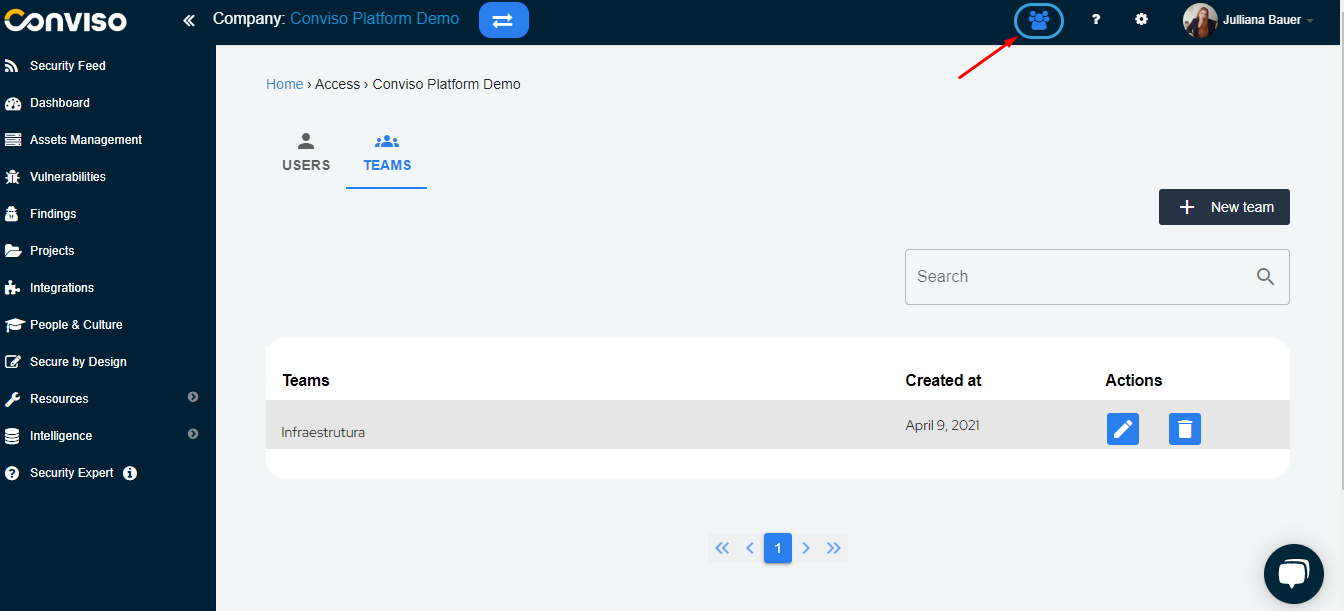 Conviso
Company: Conviso Platform Demo
?
Julliana Bauer
Security Feed
Dashboard
Assets Management
Vulnerabilities
Findings
Projects
Integrations
People & Culture
Secure by Design
Resources
Intelligence
Security Expert
Home › Access › Conviso Platform Demo
USERS
TEAMS
+ New team
Search
Teams Created at Actions
Infraestrutura April 9, 2021
« ‹ 1 › »